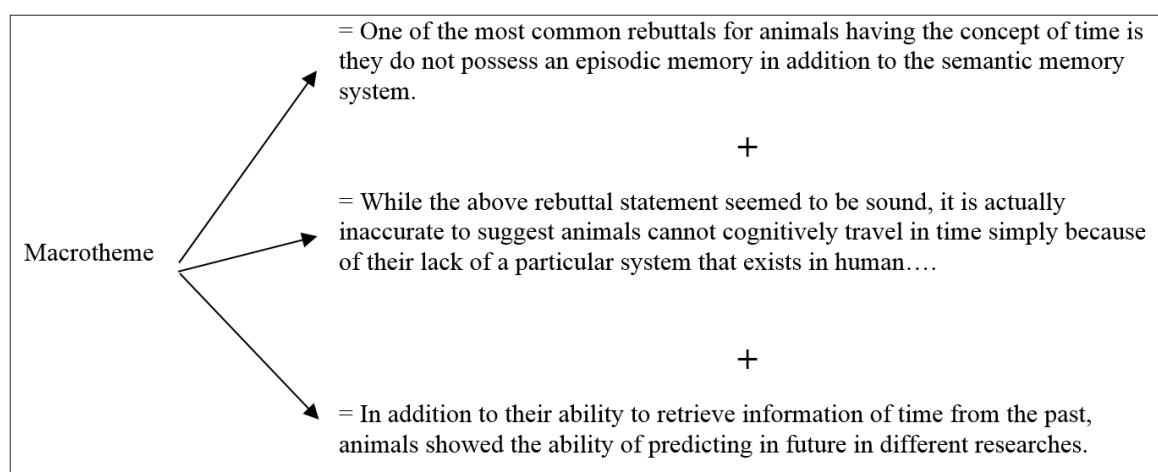 = One of the most common rebuttals for animals having the concept of time is
they do not possess an episodic memory in addition to the semantic memory
system.
+
= While the above rebuttal statement seemed to be sound, it is actually
inaccurate to suggest animals cannot cognitively travel in time simply because
of their lack of a particular system that exists in human….
Macrotheme
+
= In addition to their ability to retrieve information of time from the past,
animals showed the ability of predicting in future in different researches.